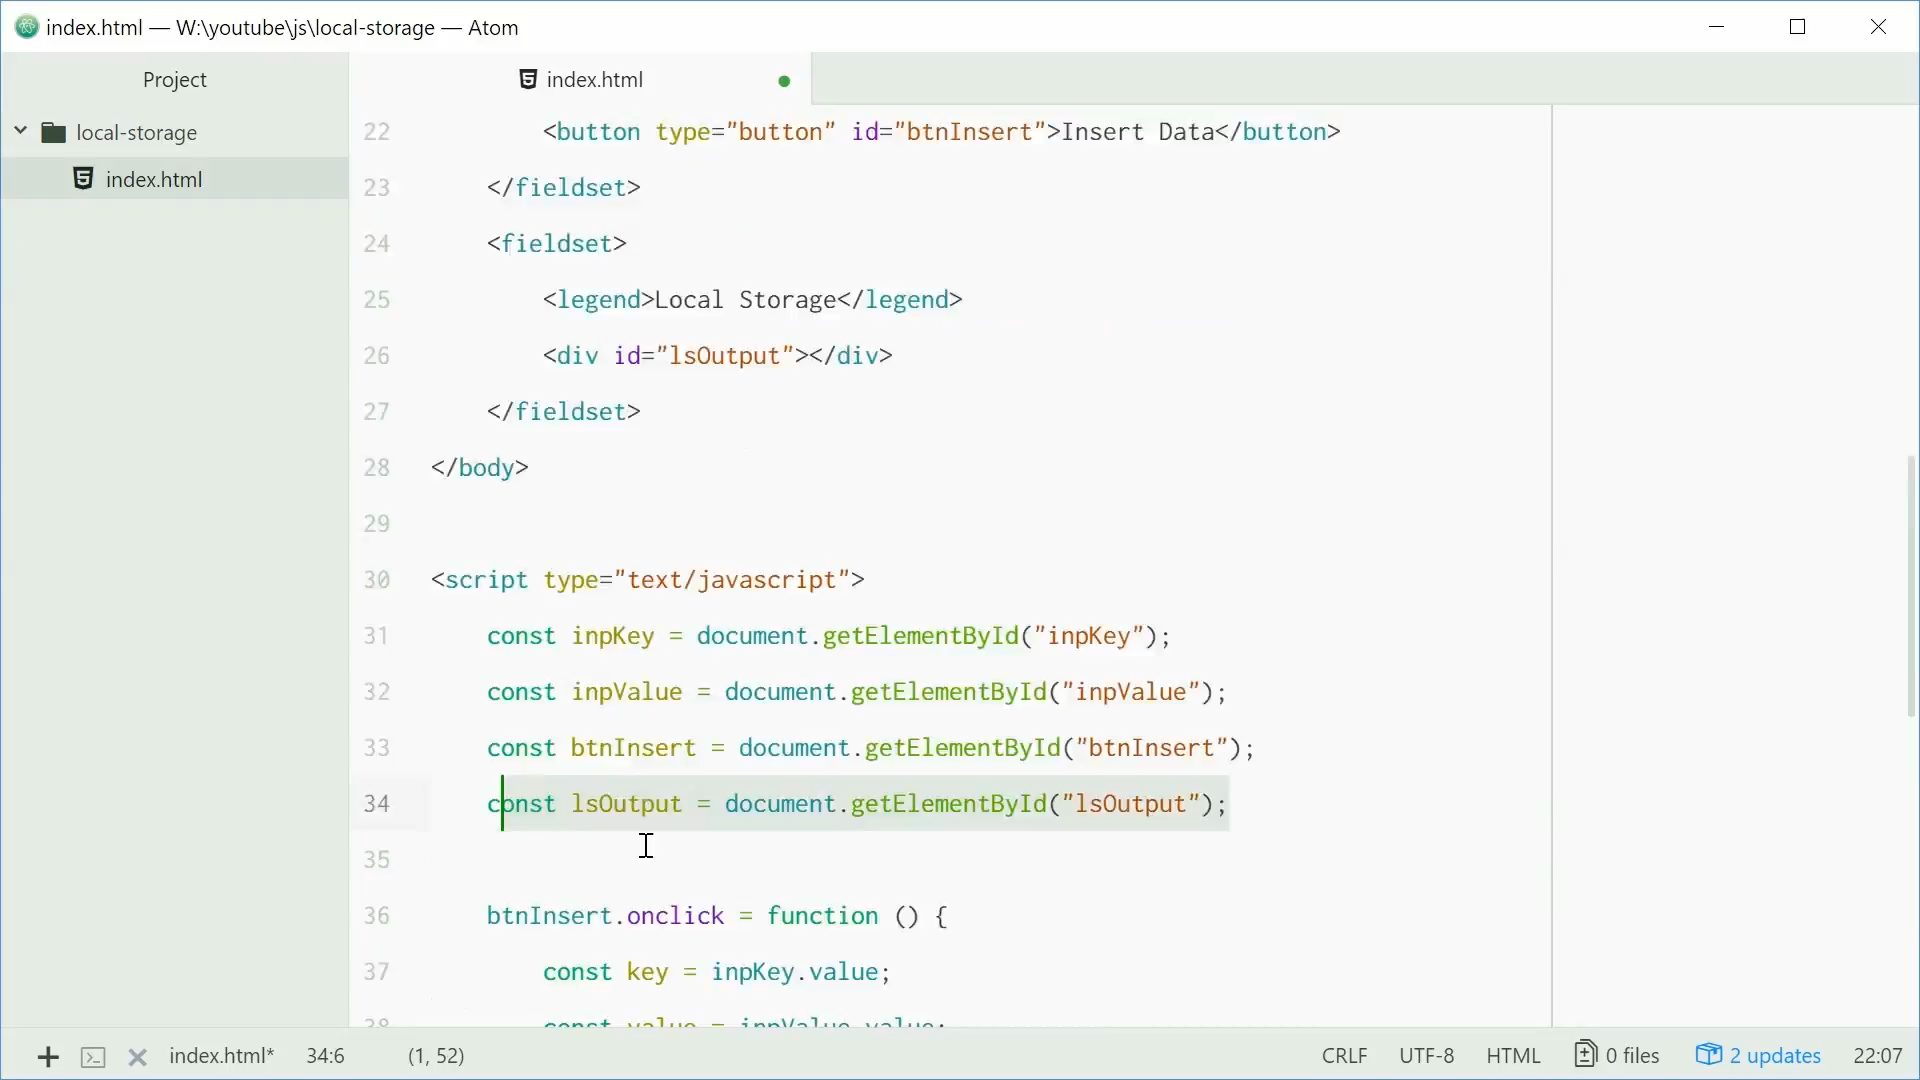 index.html — W:\youtube\js\local-storage — Atom
Project
index.html
local-storage
index.html
22 <button type="button" id="btnInsert">Insert Data</button>
23 </fieldset>
24 <fieldset>
25 <legend>Local Storage</legend>
26 <div id="lsOutput"></div>
27 </fieldset>
28 </body>
29
30 <script type="text/javascript">
31 const inpKey = document.getElementById("inpKey");
32 const inpValue = document.getElementById("inpValue");
33 const btnInsert = document.getElementById("btnInsert");
34 const lsOutput = document.getElementById("lsOutput");
35
36 btnInsert.onclick = function () {
37 const key = inpKey.value;
38 const value = inpValue.value;
index.html* 34:6 (1, 52) CRLF UTF-8 HTML 0 files 2 updates 22:07